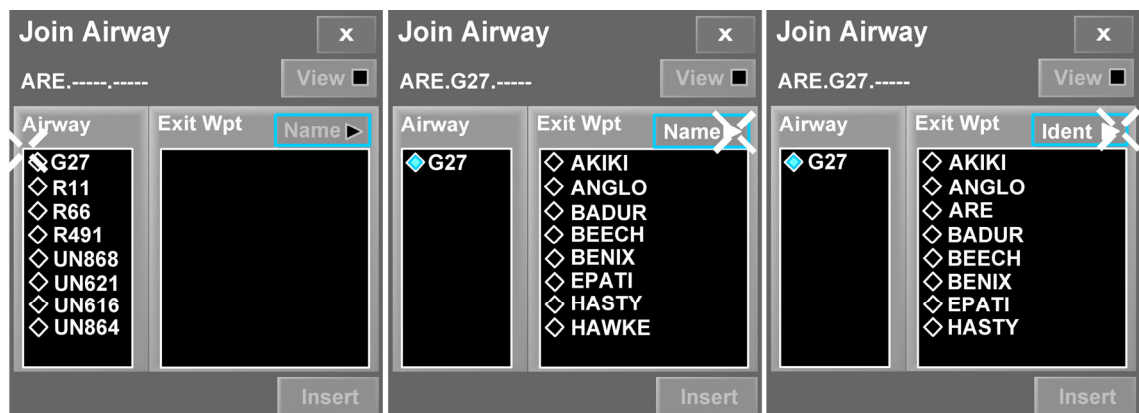 Join Airway
x
ARE.-----.-----
View
Airway
Exit Wpt
Name
G27
R11
R66
R491
UN868
UN621
UN616
UN864
Insert
Join Airway
x
ARE.G27.-----
View
Airway
Exit Wpt
Name
G27
AKIKI
ANGLO
BADUR
BEECH
BENIX
EPATI
HASTY
HAWKE
Insert
Join Airway
x
ARE.G27.-----
View
Airway
Exit Wpt
Ident
G27
AKIKI
ANGLO
ARE
BADUR
BEECH
BENIX
EPATI
HASTY
Insert